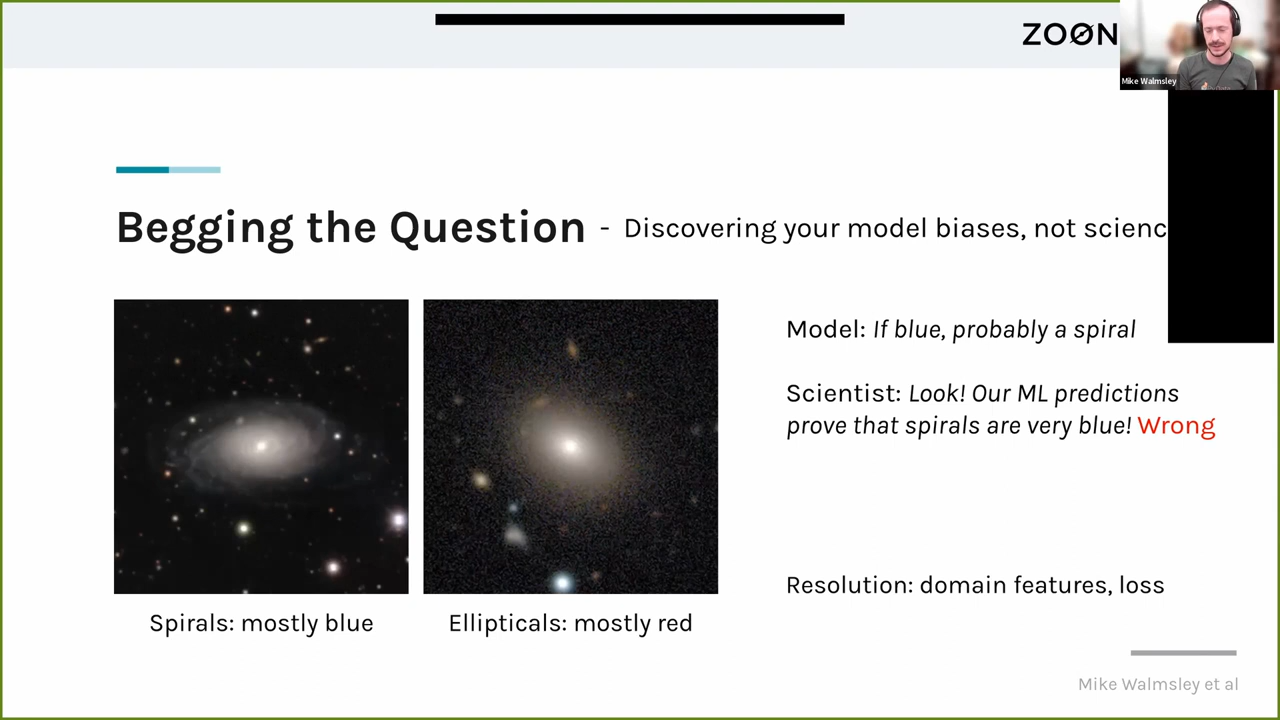 ZOON
Mike Walmsley
Begging the Question - Discovering your model biases, not scienc
Model: If blue, probably a spiral
Scientist: Look! Our ML predictions
prove that spirals are very blue! Wrong
Resolution: domain features, loss
Spirals: mostly blue
Ellipticals: mostly red
Mike Walmsley et al